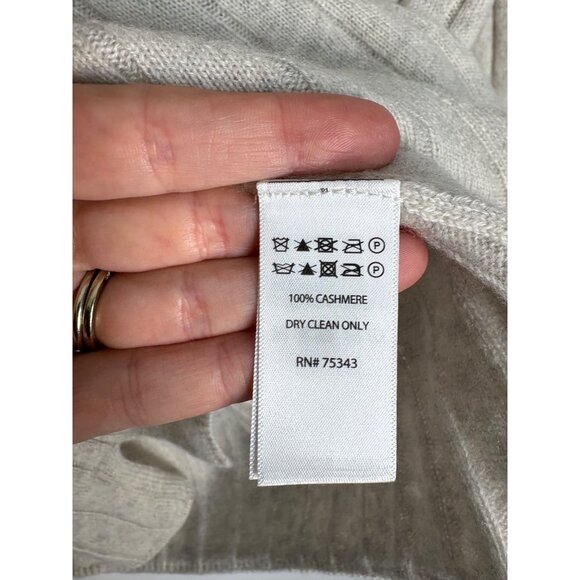 P
P
100% CASHMERE
DRY CLEAN ONLY
RN# 75343